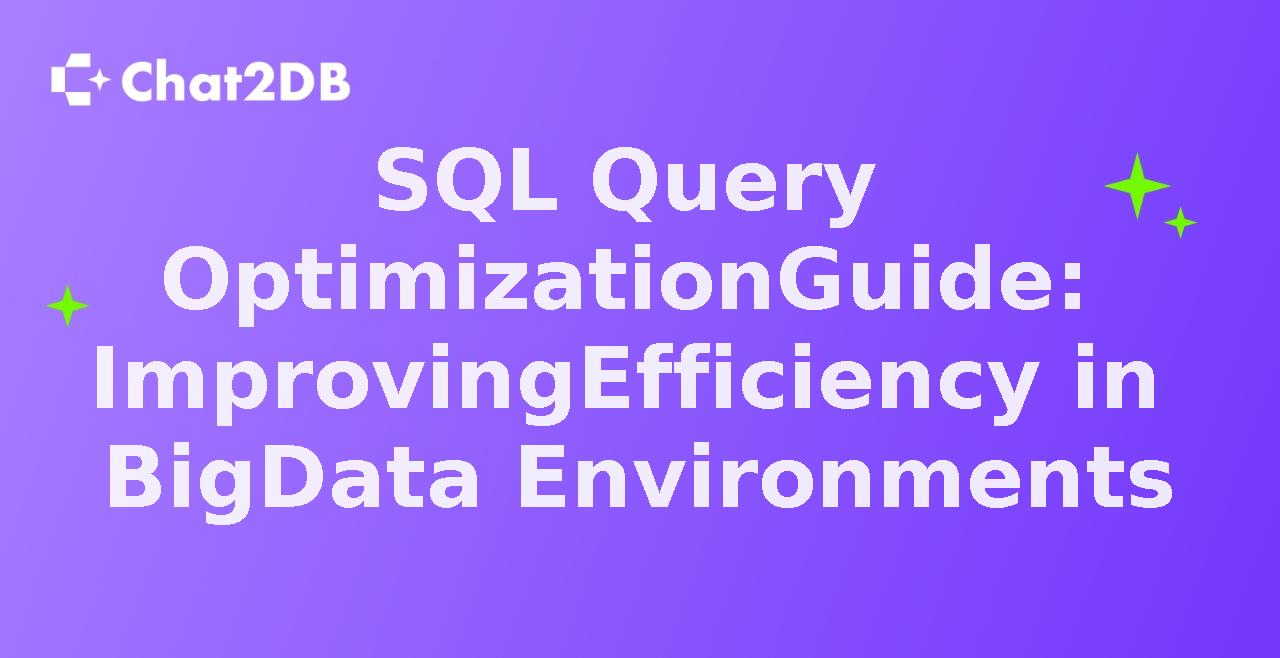 Chat2DB
SQL Query
OptimizationGuide:
ImprovingEfficiency in
BigData Environments